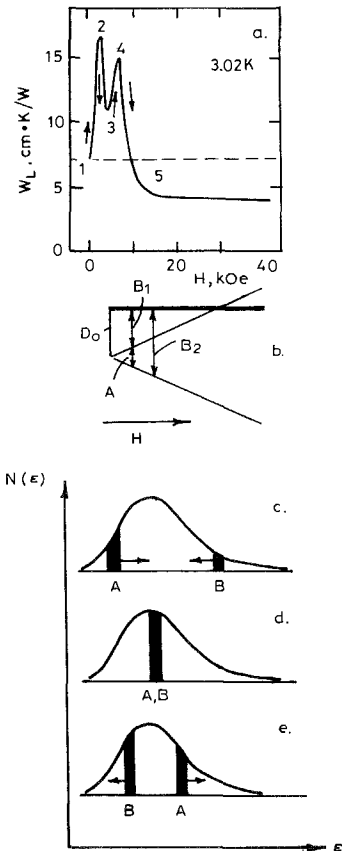 a.
2
4
3.02K
15
10
5
0
1
3
5
W_L, cm•K/W
0
20
40
H, kOe
B₁
D₀
B₂
A
b.
H
N(ε)
c.
A
B
d.
A,B
e.
B
A
ε